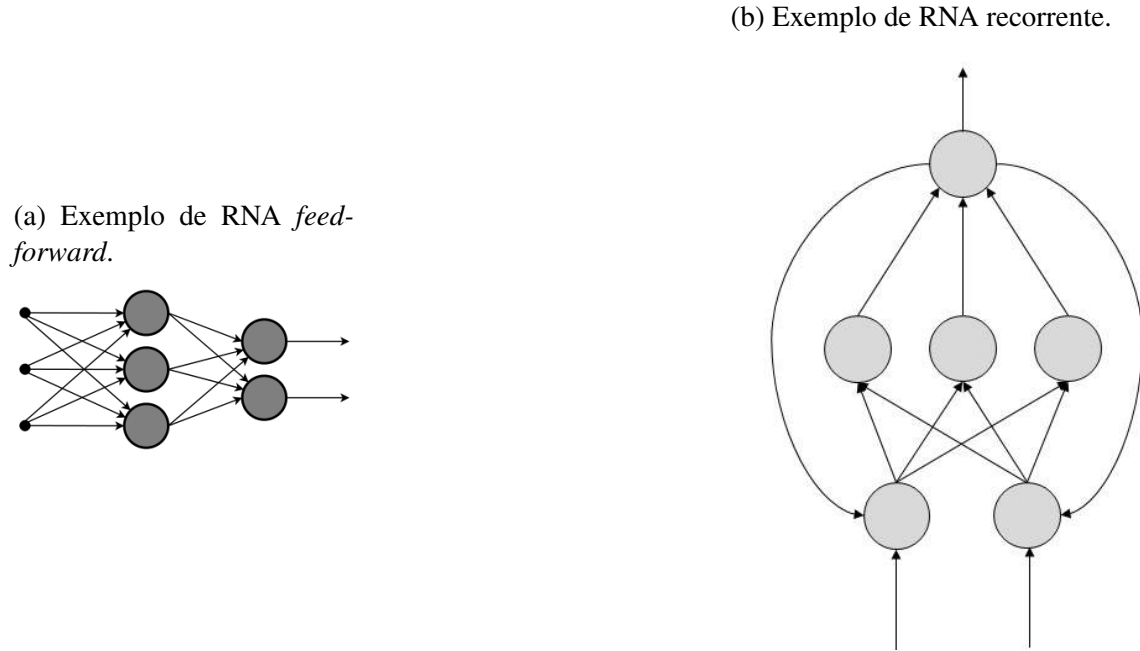 (b) Exemplo de RNA recorrente.
(a) Exemplo de RNA feed-
forward.